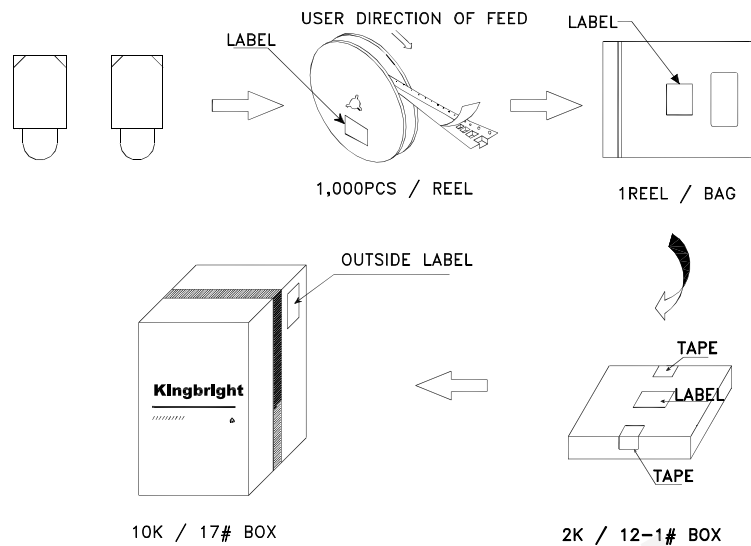 USER DIRECTION OF FEED
LABEL
LABEL
LABEL
1,000PCS / REEL
1REEL / BAG
OUTSIDE LABEL
TAPE
LABEL
Kingbright
TAPE
10K / 17# BOX
2K / 12-1# BOX